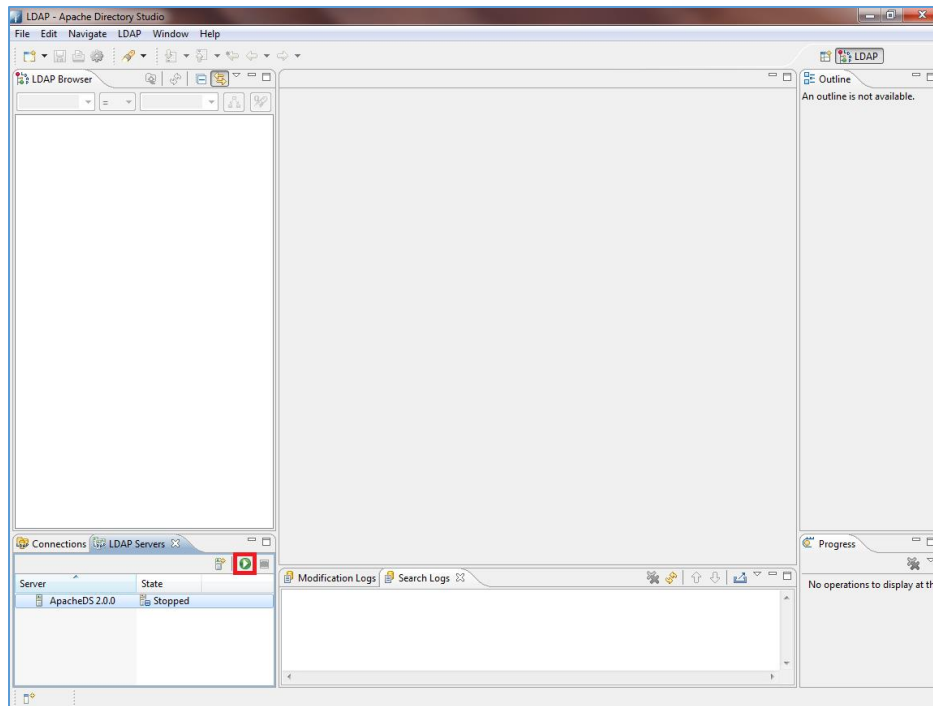 LDAP - Apache Directory Studio
File Edit Navigate LDAP Window Help
LDAP
LDAP Browser
=
Outline
An outline is not available.
Connections
LDAP Servers
Server State
ApacheDS 2.0.0 Stopped
Modification Logs
Search Logs
Progress
No operations to display at th